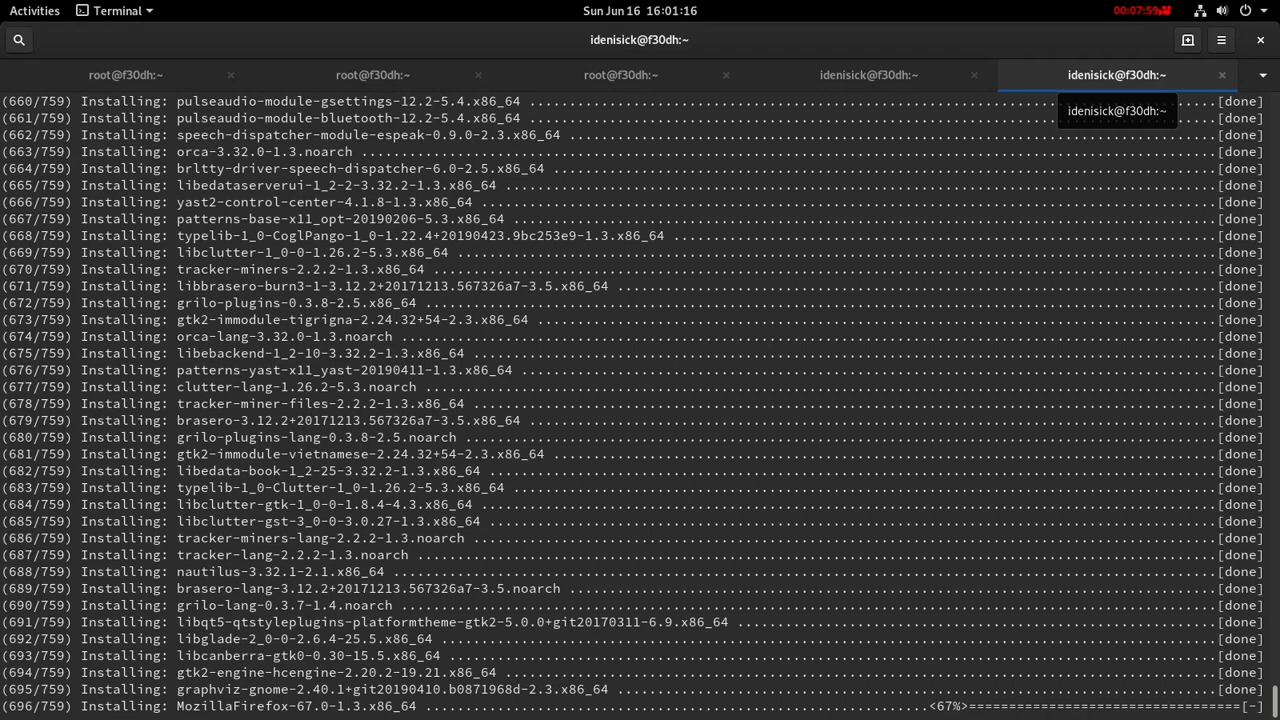 Activities Terminal Sun Jun 16 16:01:16 00:07:59
idenisick@f30dh:~
root@f30dh:~ × root@f30dh:~ × root@f30dh:~ × idenisick@f30dh:~ × idenisick@f30dh:~ ×
idenisick@f30dh:~
(660/759) Installing: pulseaudio-module-gsettings-12.2-5.4.x86_64 ........................................[done]
(661/759) Installing: pulseaudio-module-bluetooth-12.2-5.4.x86_64 ........................................[done]
(662/759) Installing: speech-dispatcher-module-espeak-0.9.0-2.3.x86_64 ........................................[done]
(663/759) Installing: orca-3.32.0-1.3.noarch ........................................[done]
(664/759) Installing: brltty-driver-speech-dispatcher-6.0-2.5.x86_64 ........................................[done]
(665/759) Installing: libedataserverui-1_2-2-3.32.2-1.3.x86_64 ........................................[done]
(666/759) Installing: yast2-control-center-4.1.8-1.3.x86_64 ........................................[done]
(667/759) Installing: patterns-base-x11_opt-20190206-5.3.x86_64 ........................................[done]
(668/759) Installing: typelib-1_0-CoglPango-1_0-1.22.4+20190423.9bc253e9-1.3.x86_64 ........................................[done]
(669/759) Installing: libclutter-1_0-0-1.26.2-5.3.x86_64 ........................................[done]
(670/759) Installing: tracker-miners-2.2.2-1.3.x86_64 ........................................[done]
(671/759) Installing: libbrasero-burn3-1-3.12.2+20171213.567326a7-3.5.x86_64 ........................................[done]
(672/759) Installing: grilo-plugins-0.3.8-2.5.x86_64 ........................................[done]
(673/759) Installing: gtk2-immodule-tigrigna-2.24.32+54-2.3.x86_64 ........................................[done]
(674/759) Installing: orca-lang-3.32.0-1.3.noarch ........................................[done]
(675/759) Installing: libebackend-1_2-10-3.32.2-1.3.x86_64 ........................................[done]
(676/759) Installing: patterns-yast-x11_yast-20190411-1.3.x86_64 ........................................[done]
(677/759) Installing: clutter-lang-1.26.2-5.3.noarch ........................................[done]
(678/759) Installing: tracker-miner-files-2.2.2-1.3.x86_64 ........................................[done]
(679/759) Installing: brasero-3.12.2+20171213.567326a7-3.5.x86_64 ........................................[done]
(680/759) Installing: grilo-plugins-lang-0.3.8-2.5.noarch ........................................[done]
(681/759) Installing: gtk2-immodule-vietnamese-2.24.32+54-2.3.x86_64 ........................................[done]
(682/759) Installing: libedata-book-1_2-25-3.32.2-1.3.x86_64 ........................................[done]
(683/759) Installing: typelib-1_0-Clutter-1_0-1.26.2-5.3.x86_64 ........................................[done]
(684/759) Installing: libclutter-gtk-1_0-0-1.8.4-4.3.x86_64 ........................................[done]
(685/759) Installing: libclutter-gst-3_0-0-3.0.27-1.3.x86_64 ........................................[done]
(686/759) Installing: tracker-miners-lang-2.2.2-1.3.noarch ........................................[done]
(687/759) Installing: tracker-lang-2.2.2-1.3.noarch ........................................[done]
(688/759) Installing: nautilus-3.32.1-2.1.x86_64 ........................................[done]
(689/759) Installing: brasero-lang-3.12.2+20171213.567326a7-3.5.noarch ........................................[done]
(690/759) Installing: grilo-lang-0.3.7-1.4.noarch ........................................[done]
(691/759) Installing: libqt5-qtstyleplugins-platformtheme-gtk2-5.0.0+git20170311-6.9.x86_64 ........................................[done]
(692/759) Installing: libglade-2_0-0-2.6.4-25.5.x86_64 ........................................[done]
(693/759) Installing: libcanberra-gtk0-0.30-15.5.x86_64 ........................................[done]
(694/759) Installing: gtk2-engine-hcengine-2.20.2-19.21.x86_64 ........................................[done]
(695/759) Installing: graphviz-gnome-2.40.1+git20190410.b0871968d-2.3.x86_64 ........................................[done]
(696/759) Installing: MozillaFirefox-67.0-1.3.x86_64 ........................................<67%>==================================[-]